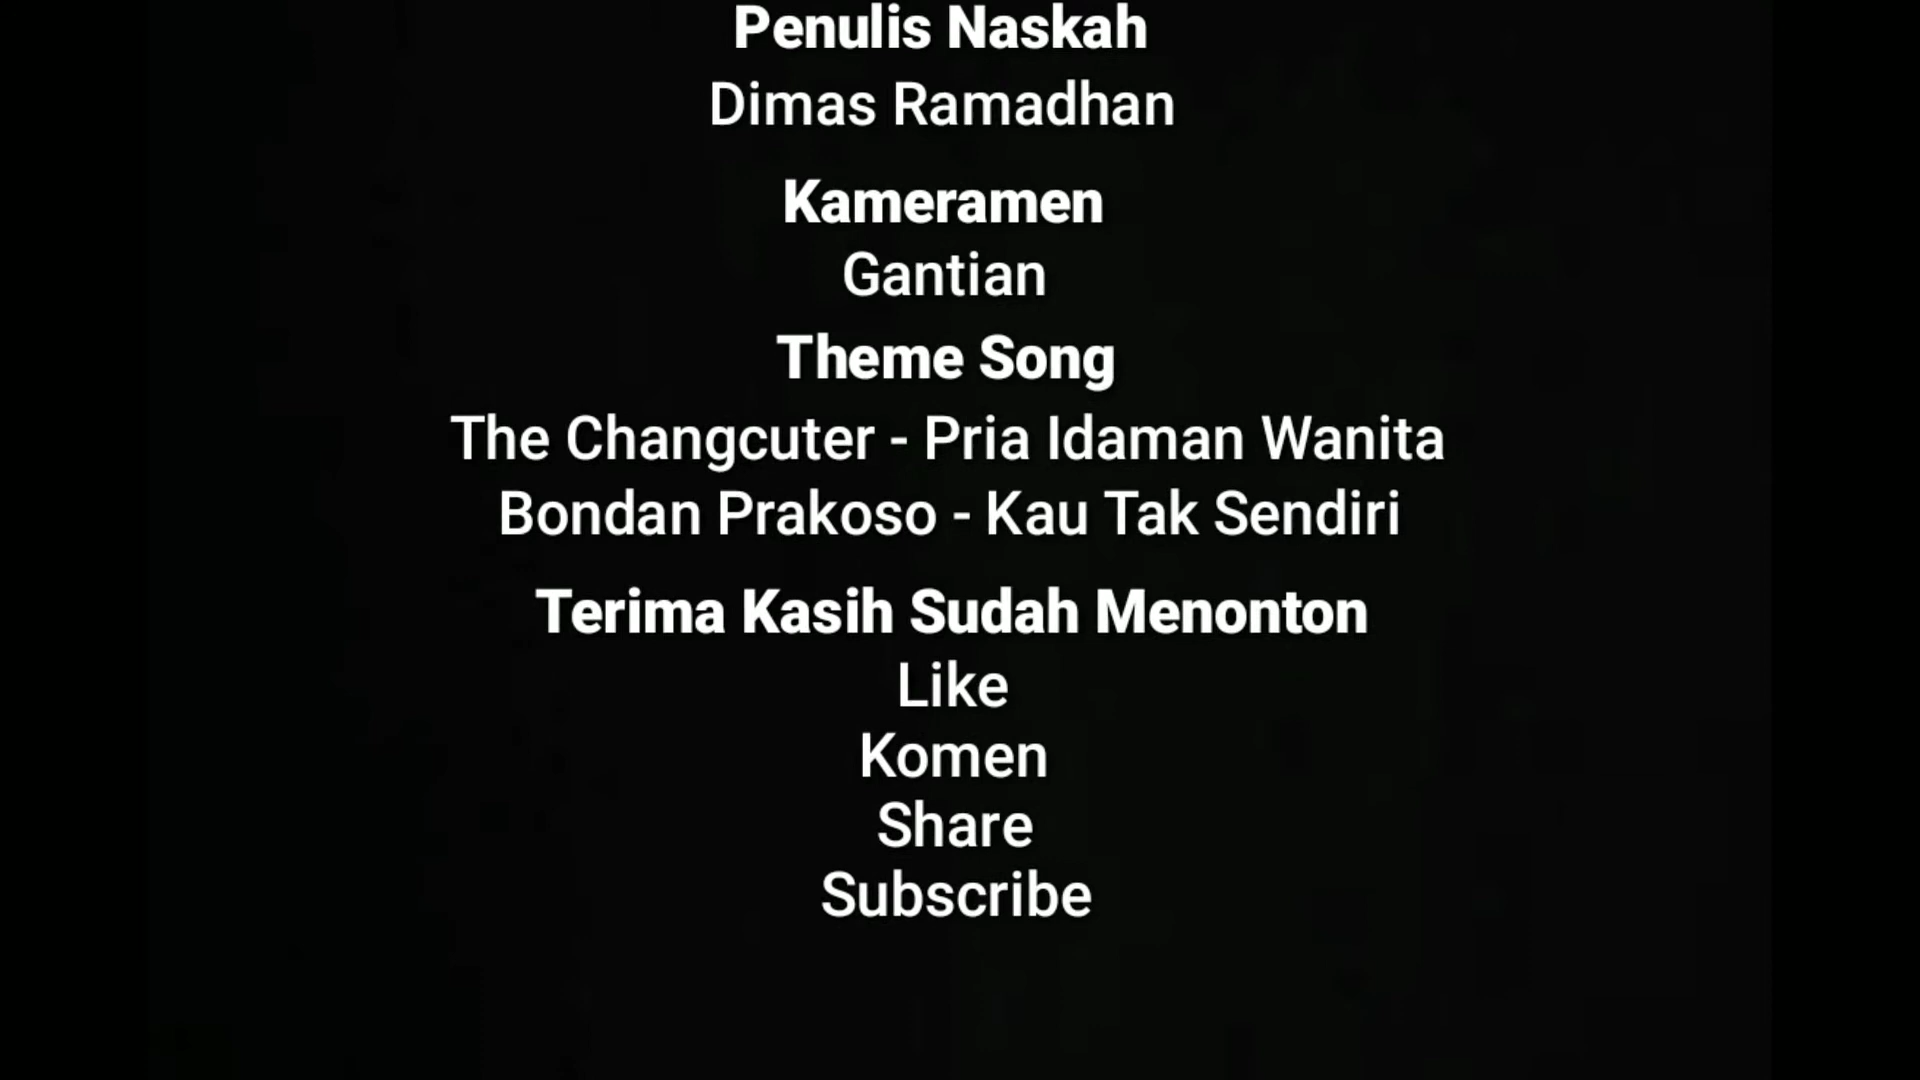 Penulis Naskah
Dimas Ramadhan
Kameramen
Gantian
Theme Song
The Changcuter - Pria Idaman Wanita
Bondan Prakoso - Kau Tak Sendiri
Terima Kasih Sudah Menonton
Like
Komen
Share
Subscribe